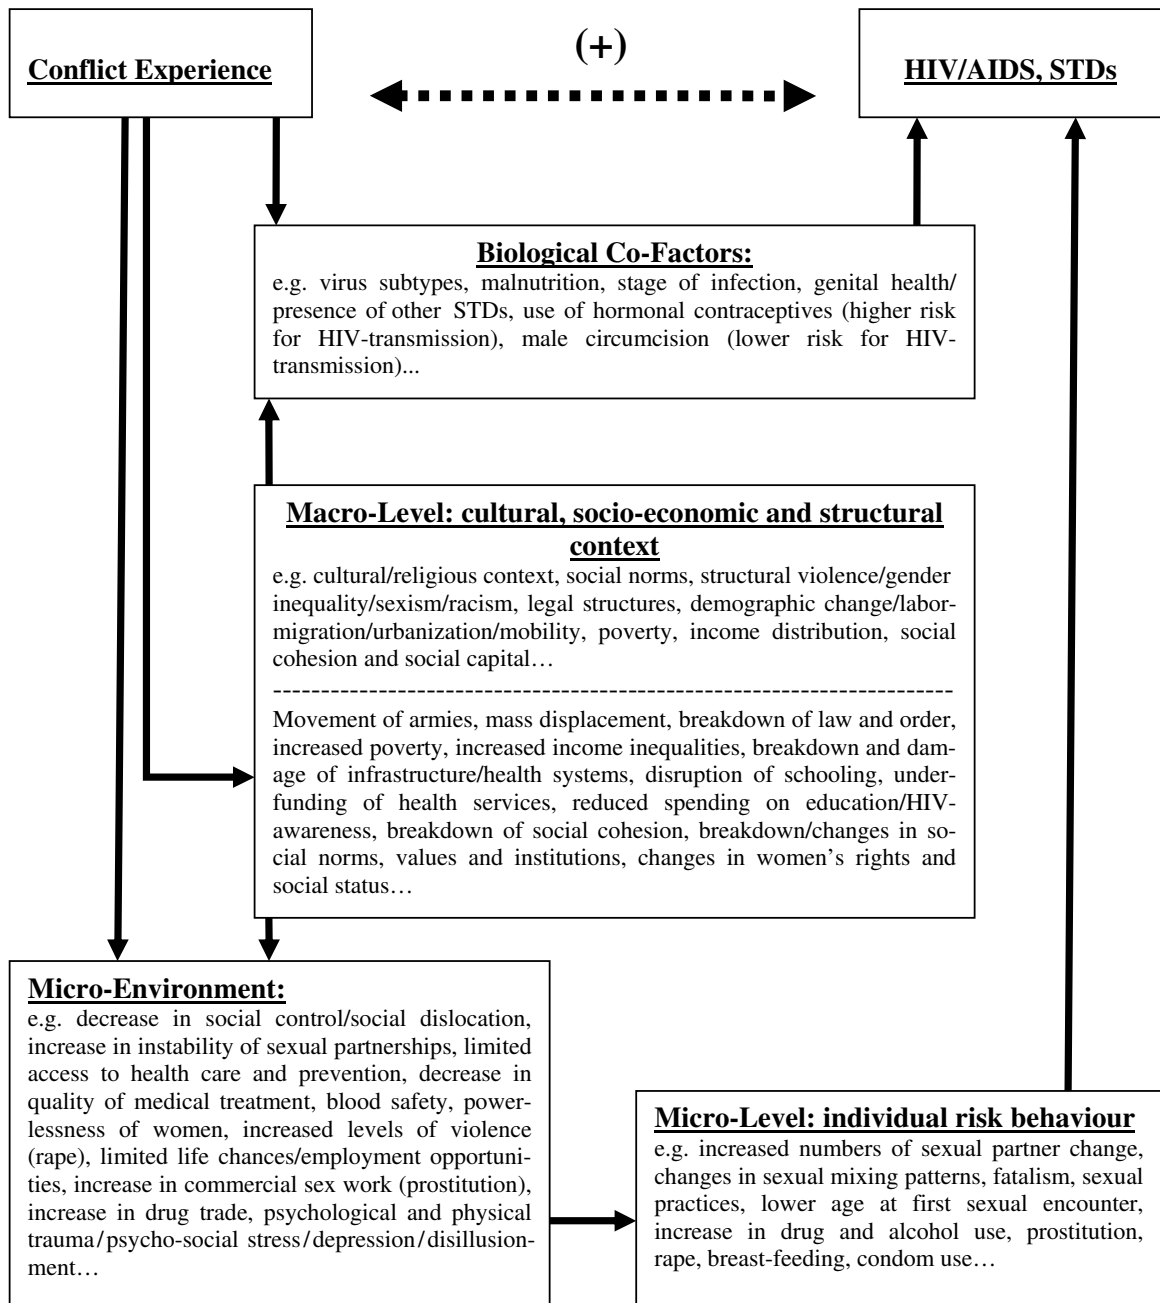 (+)
Conflict Experience
HIV/AIDS, STDs
Biological Co-Factors:
e.g. virus subtypes, malnutrition, stage of infection, genital health/
presence of other STDs, use of hormonal contraceptives (higher risk
for HIV-transmission), male circumcision (lower risk for HIV-
transmission)...
Macro-Level: cultural, socio-economic and structural
context
e.g. cultural/religious context, social norms, structural violence/gender
inequality/sexism/racism, legal structures, demographic change/labor-
migration/urbanization/mobility, poverty, income distribution, social
cohesion and social capital…
-----------------------------------------------------------------------
Movement of armies, mass displacement, breakdown of law and order,
increased poverty, increased income inequalities, breakdown and dam-
age of infrastructure/health systems, disruption of schooling, under-
funding of health services, reduced spending on education/HIV-
awareness, breakdown of social cohesion, breakdown/changes in so-
cial norms, values and institutions, changes in women’s rights and
social status…
Micro-Environment:
e.g. decrease in social control/social dislocation,
increase in instability of sexual partnerships, limited
access to health care and prevention, decrease in
quality of medical treatment, blood safety, power-
lessness of women, increased levels of violence
(rape), limited life chances/employment opportuni-
ties, increase in commercial sex work (prostitution),
increase in drug trade, psychological and physical
trauma/psycho-social stress/depression/disillusion-
ment…
Micro-Level: individual risk behaviour
e.g. increased numbers of sexual partner change,
changes in sexual mixing patterns, fatalism, sexual
practices, lower age at first sexual encounter,
increase in drug and alcohol use, prostitution,
rape, breast-feeding, condom use…